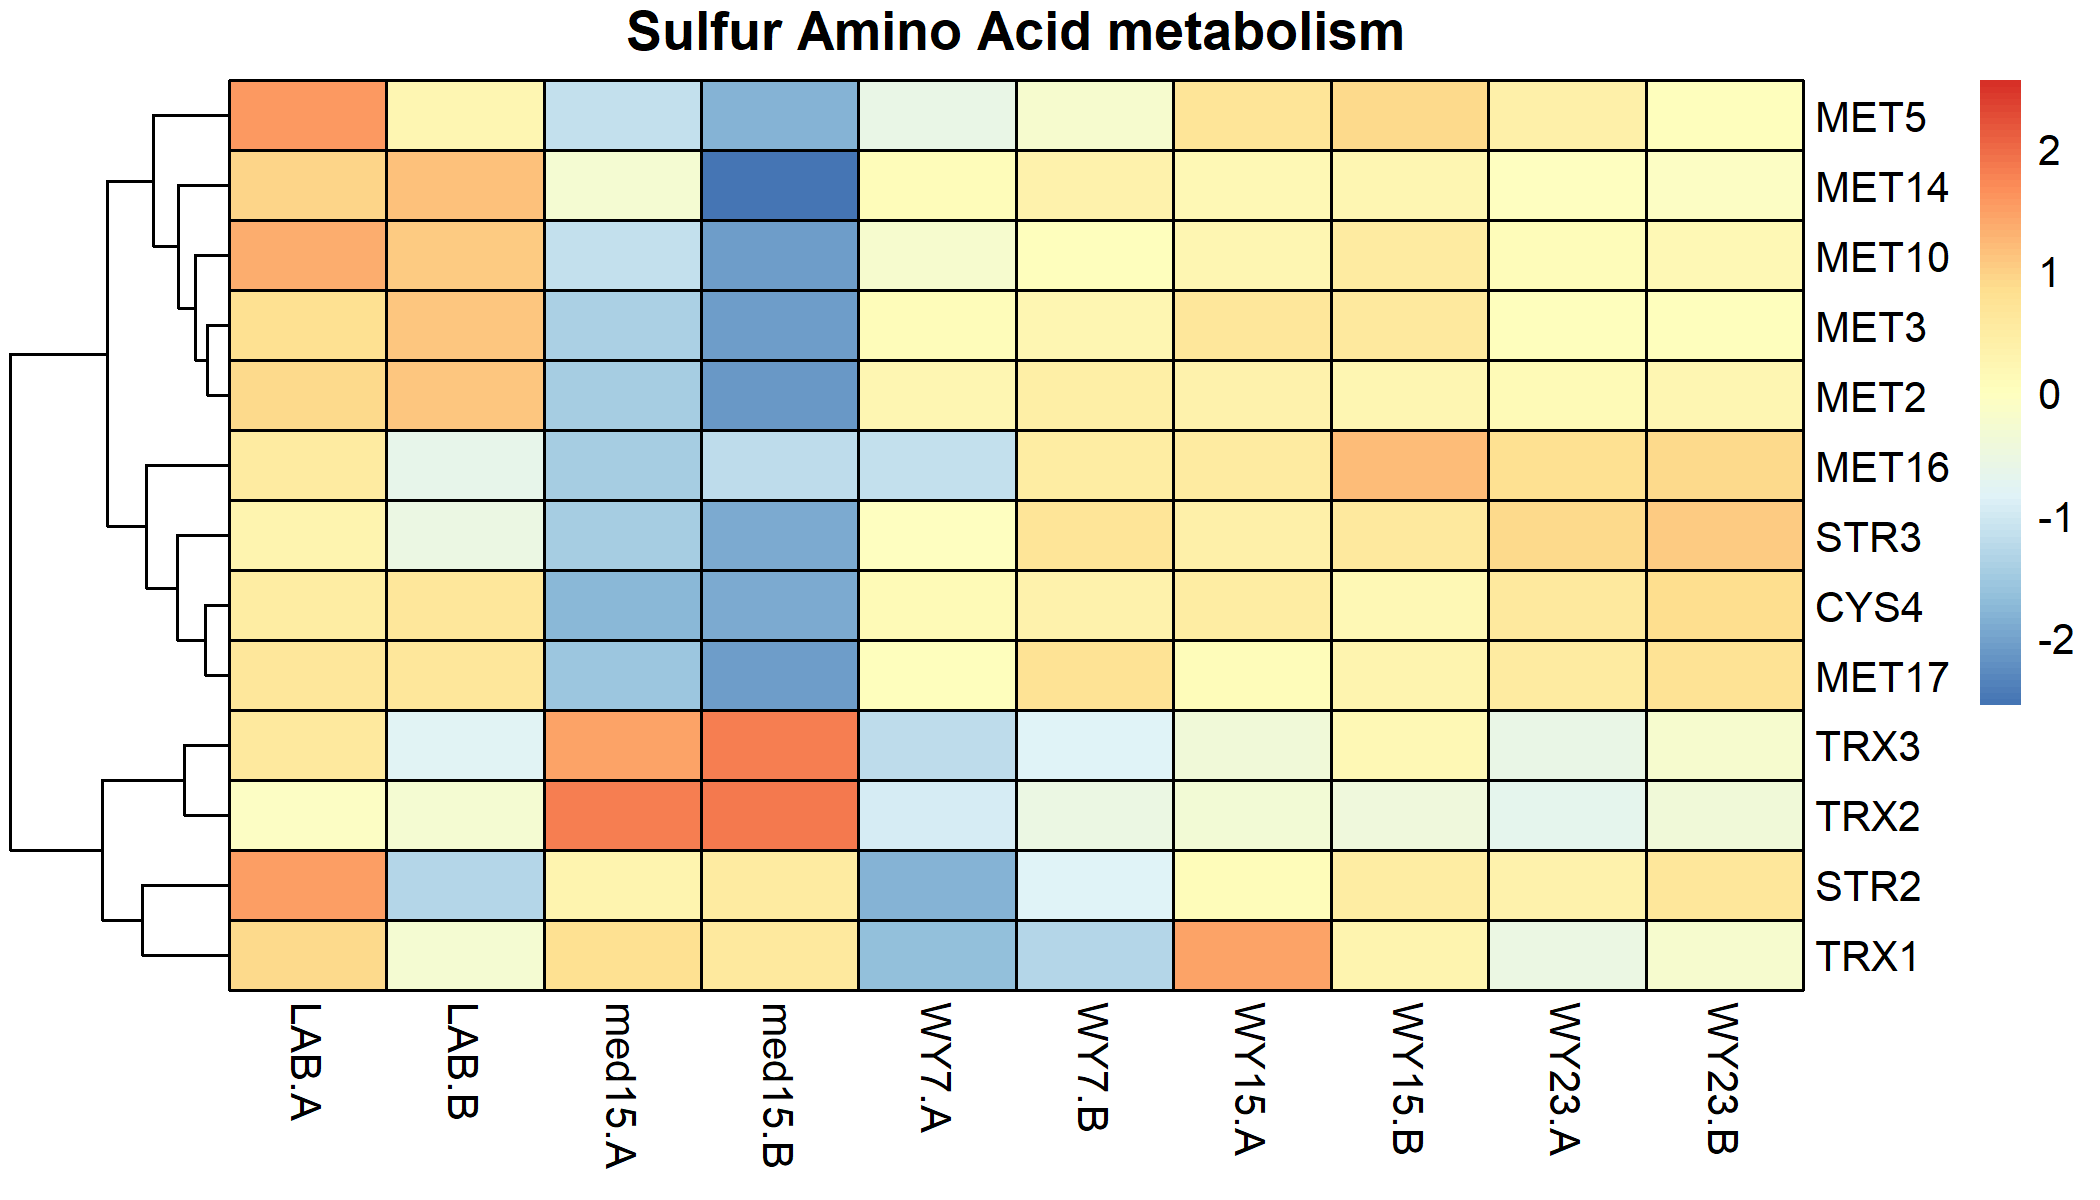 Sulfur Amino Acid metabolism
MET5
MET14
MET10
MET3
MET2
MET16
STR3
CYS4
MET17
TRX3
TRX2
STR2
TRX1
2
1
0
-1
-2
LAB.A
LAB.B
med15.A
med15.B
WY7.A
WY7.B
WY15.A
WY15.B
WY23.A
WY23.B